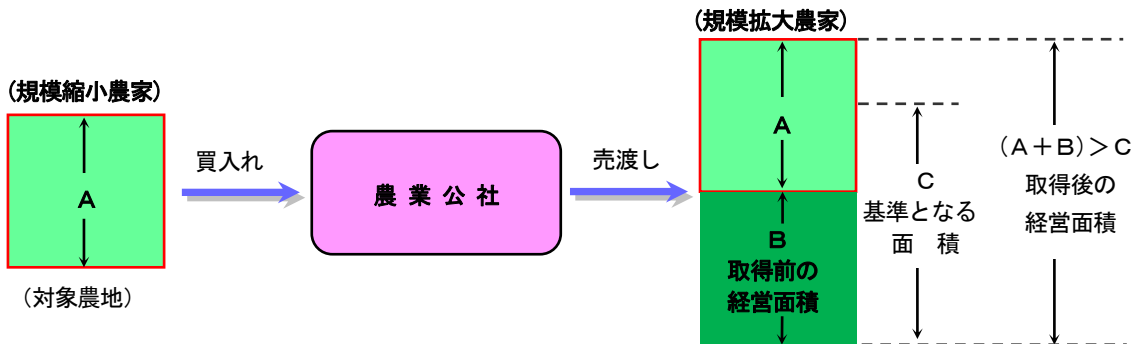 (規模縮小農家)
A
(対象農地)
買入れ
農 業 公 社
売渡し
(規模拡大農家)
A
B
取得前の
経営面積
C
基準となる
面　積
(A＋B)＞C
取得後の
経営面積